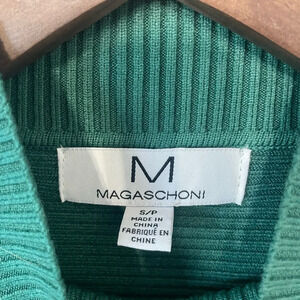 M
MAGASCHONI
S/P
MADE IN
CHINA
FABRIQUÉ EN
CHINE